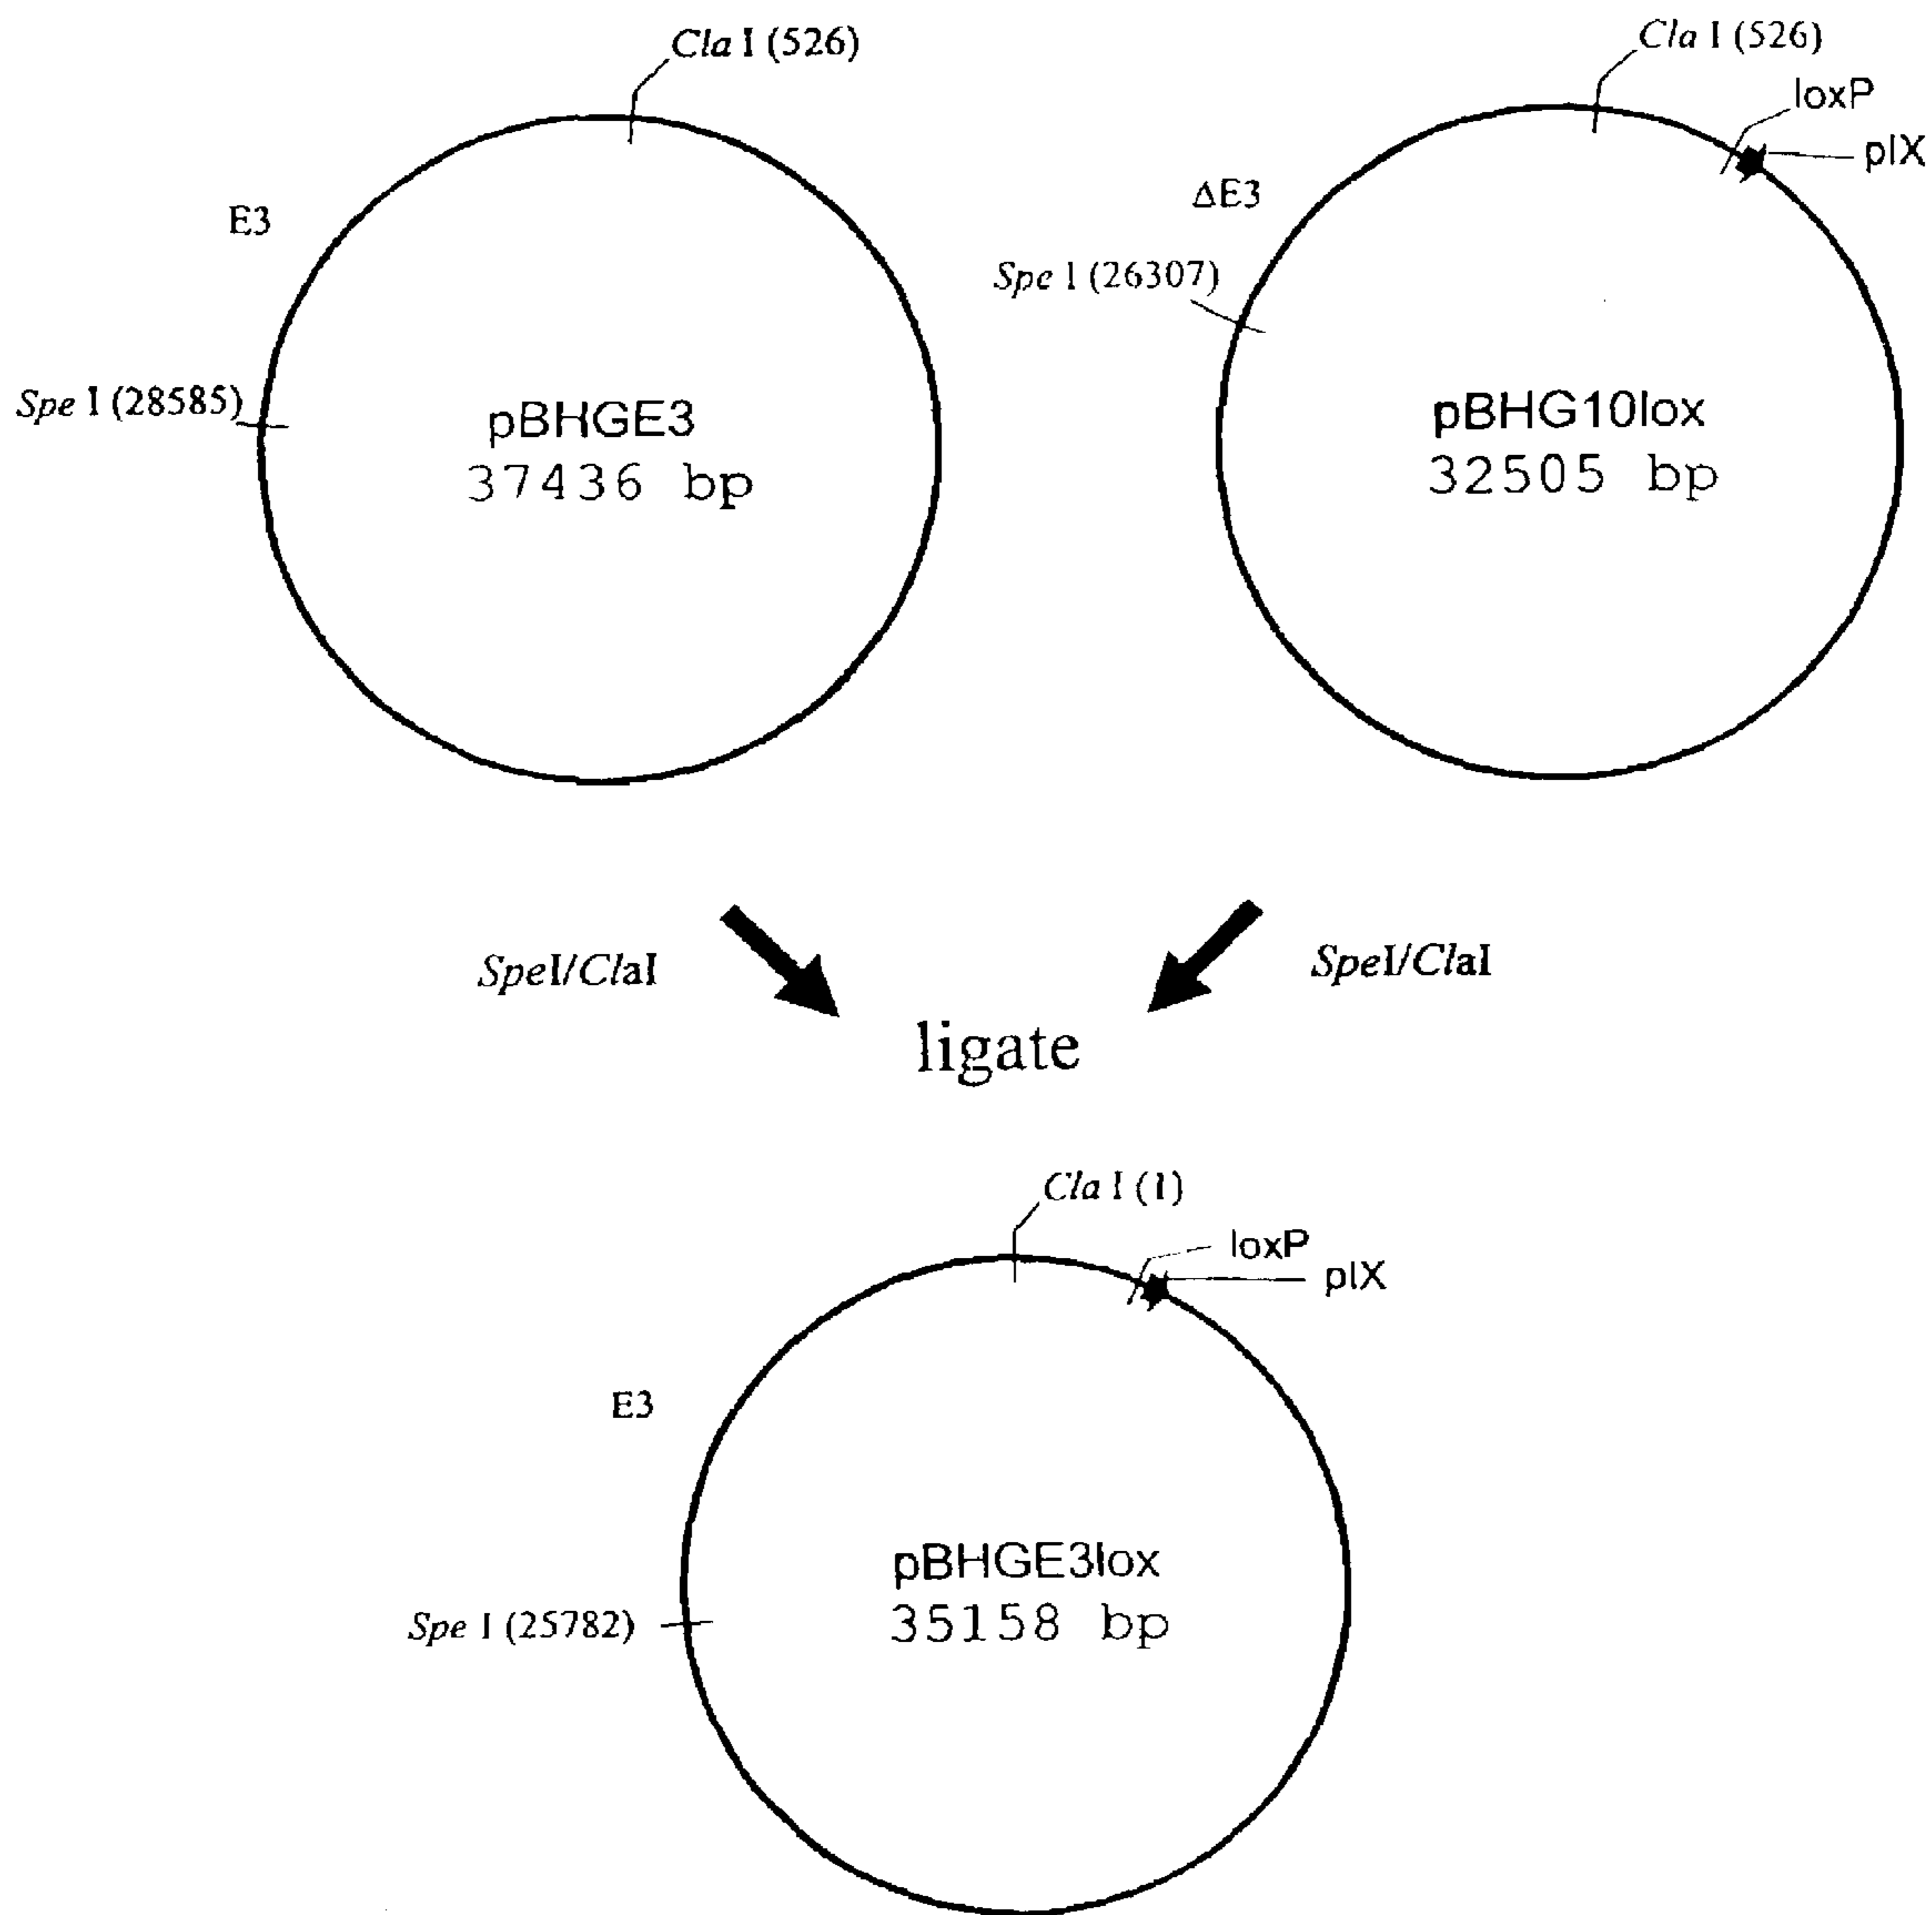 Cla I (526)
E3
Spe I (28585)
pBHGE3
37436 bp
Cla I (526)
loxP
pIX
ΔE3
Spe I (26307)
pBHG10lox
32505 bp
SpeI/ClaI
SpeI/ClaI
ligate
Cla I (1)
loxP
pIX
E3
Spe I (25782)
pBHGE3lox
35158 bp